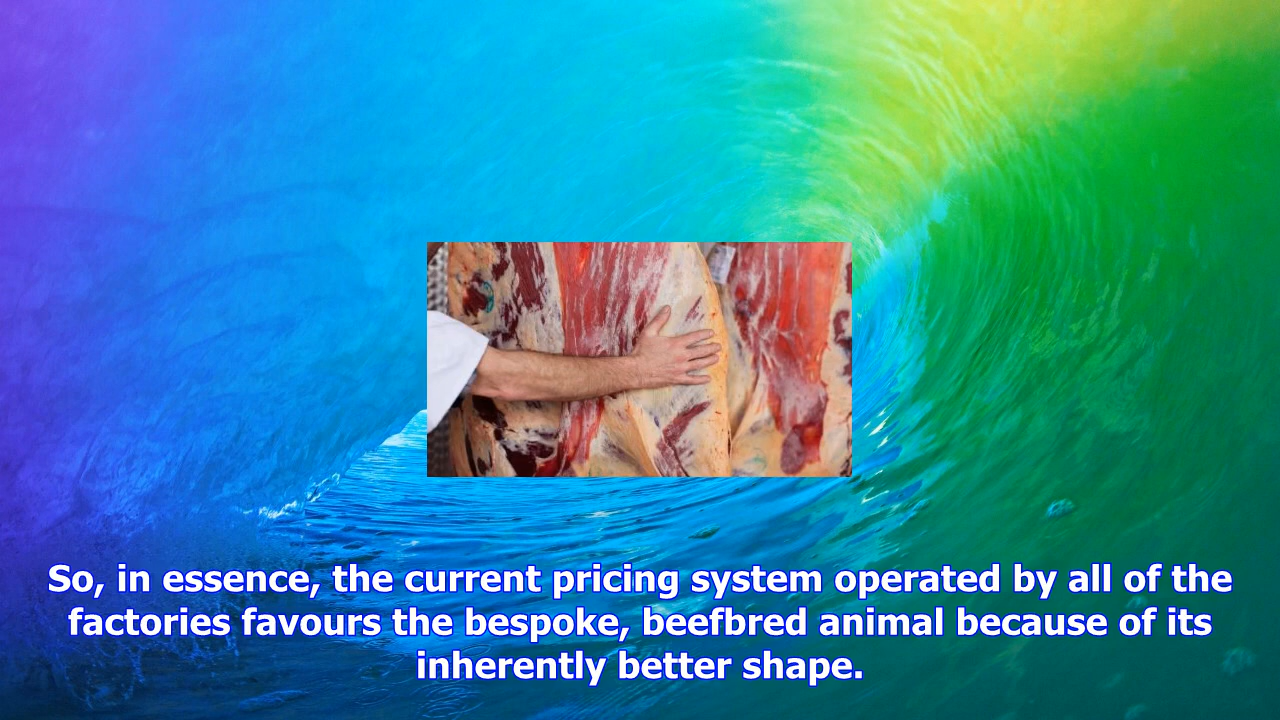 So, in essence, the current pricing system operated by all of the
factories favours the bespoke, beefbred animal because of its
inherently better shape.